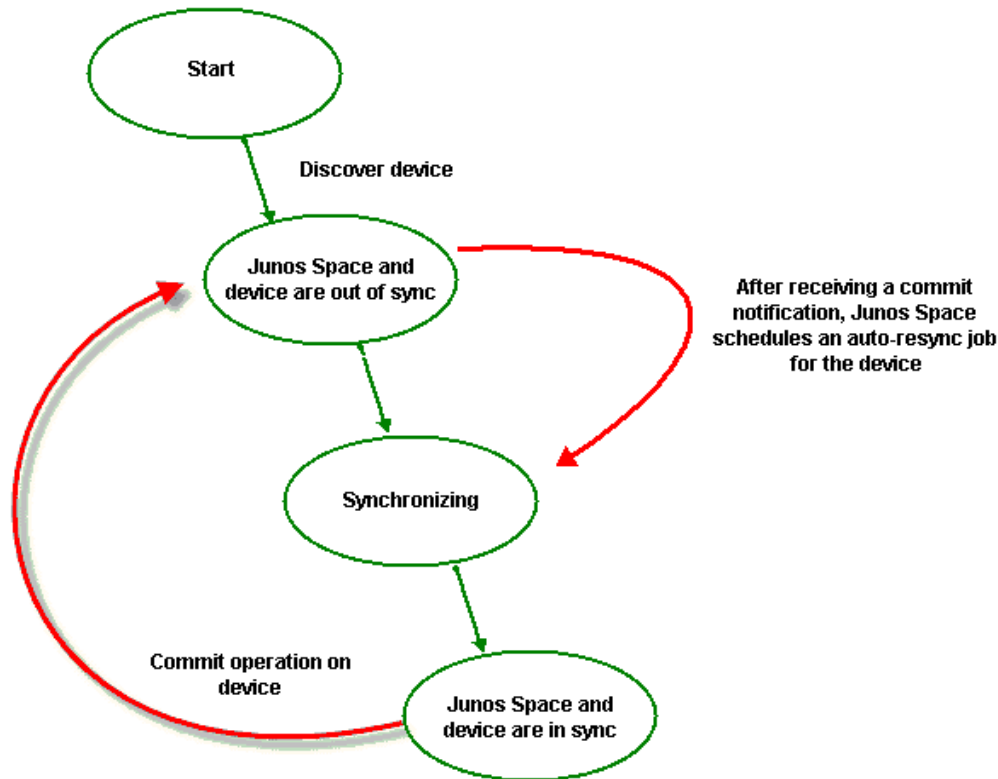 Start
Discover device
Junos Space and
device are out of sync
After receiving a commit
notification, Junos Space
schedules an auto-resync job
for the device
Synchronizing
Commit operation on
device
Junos Space and
device are in sync